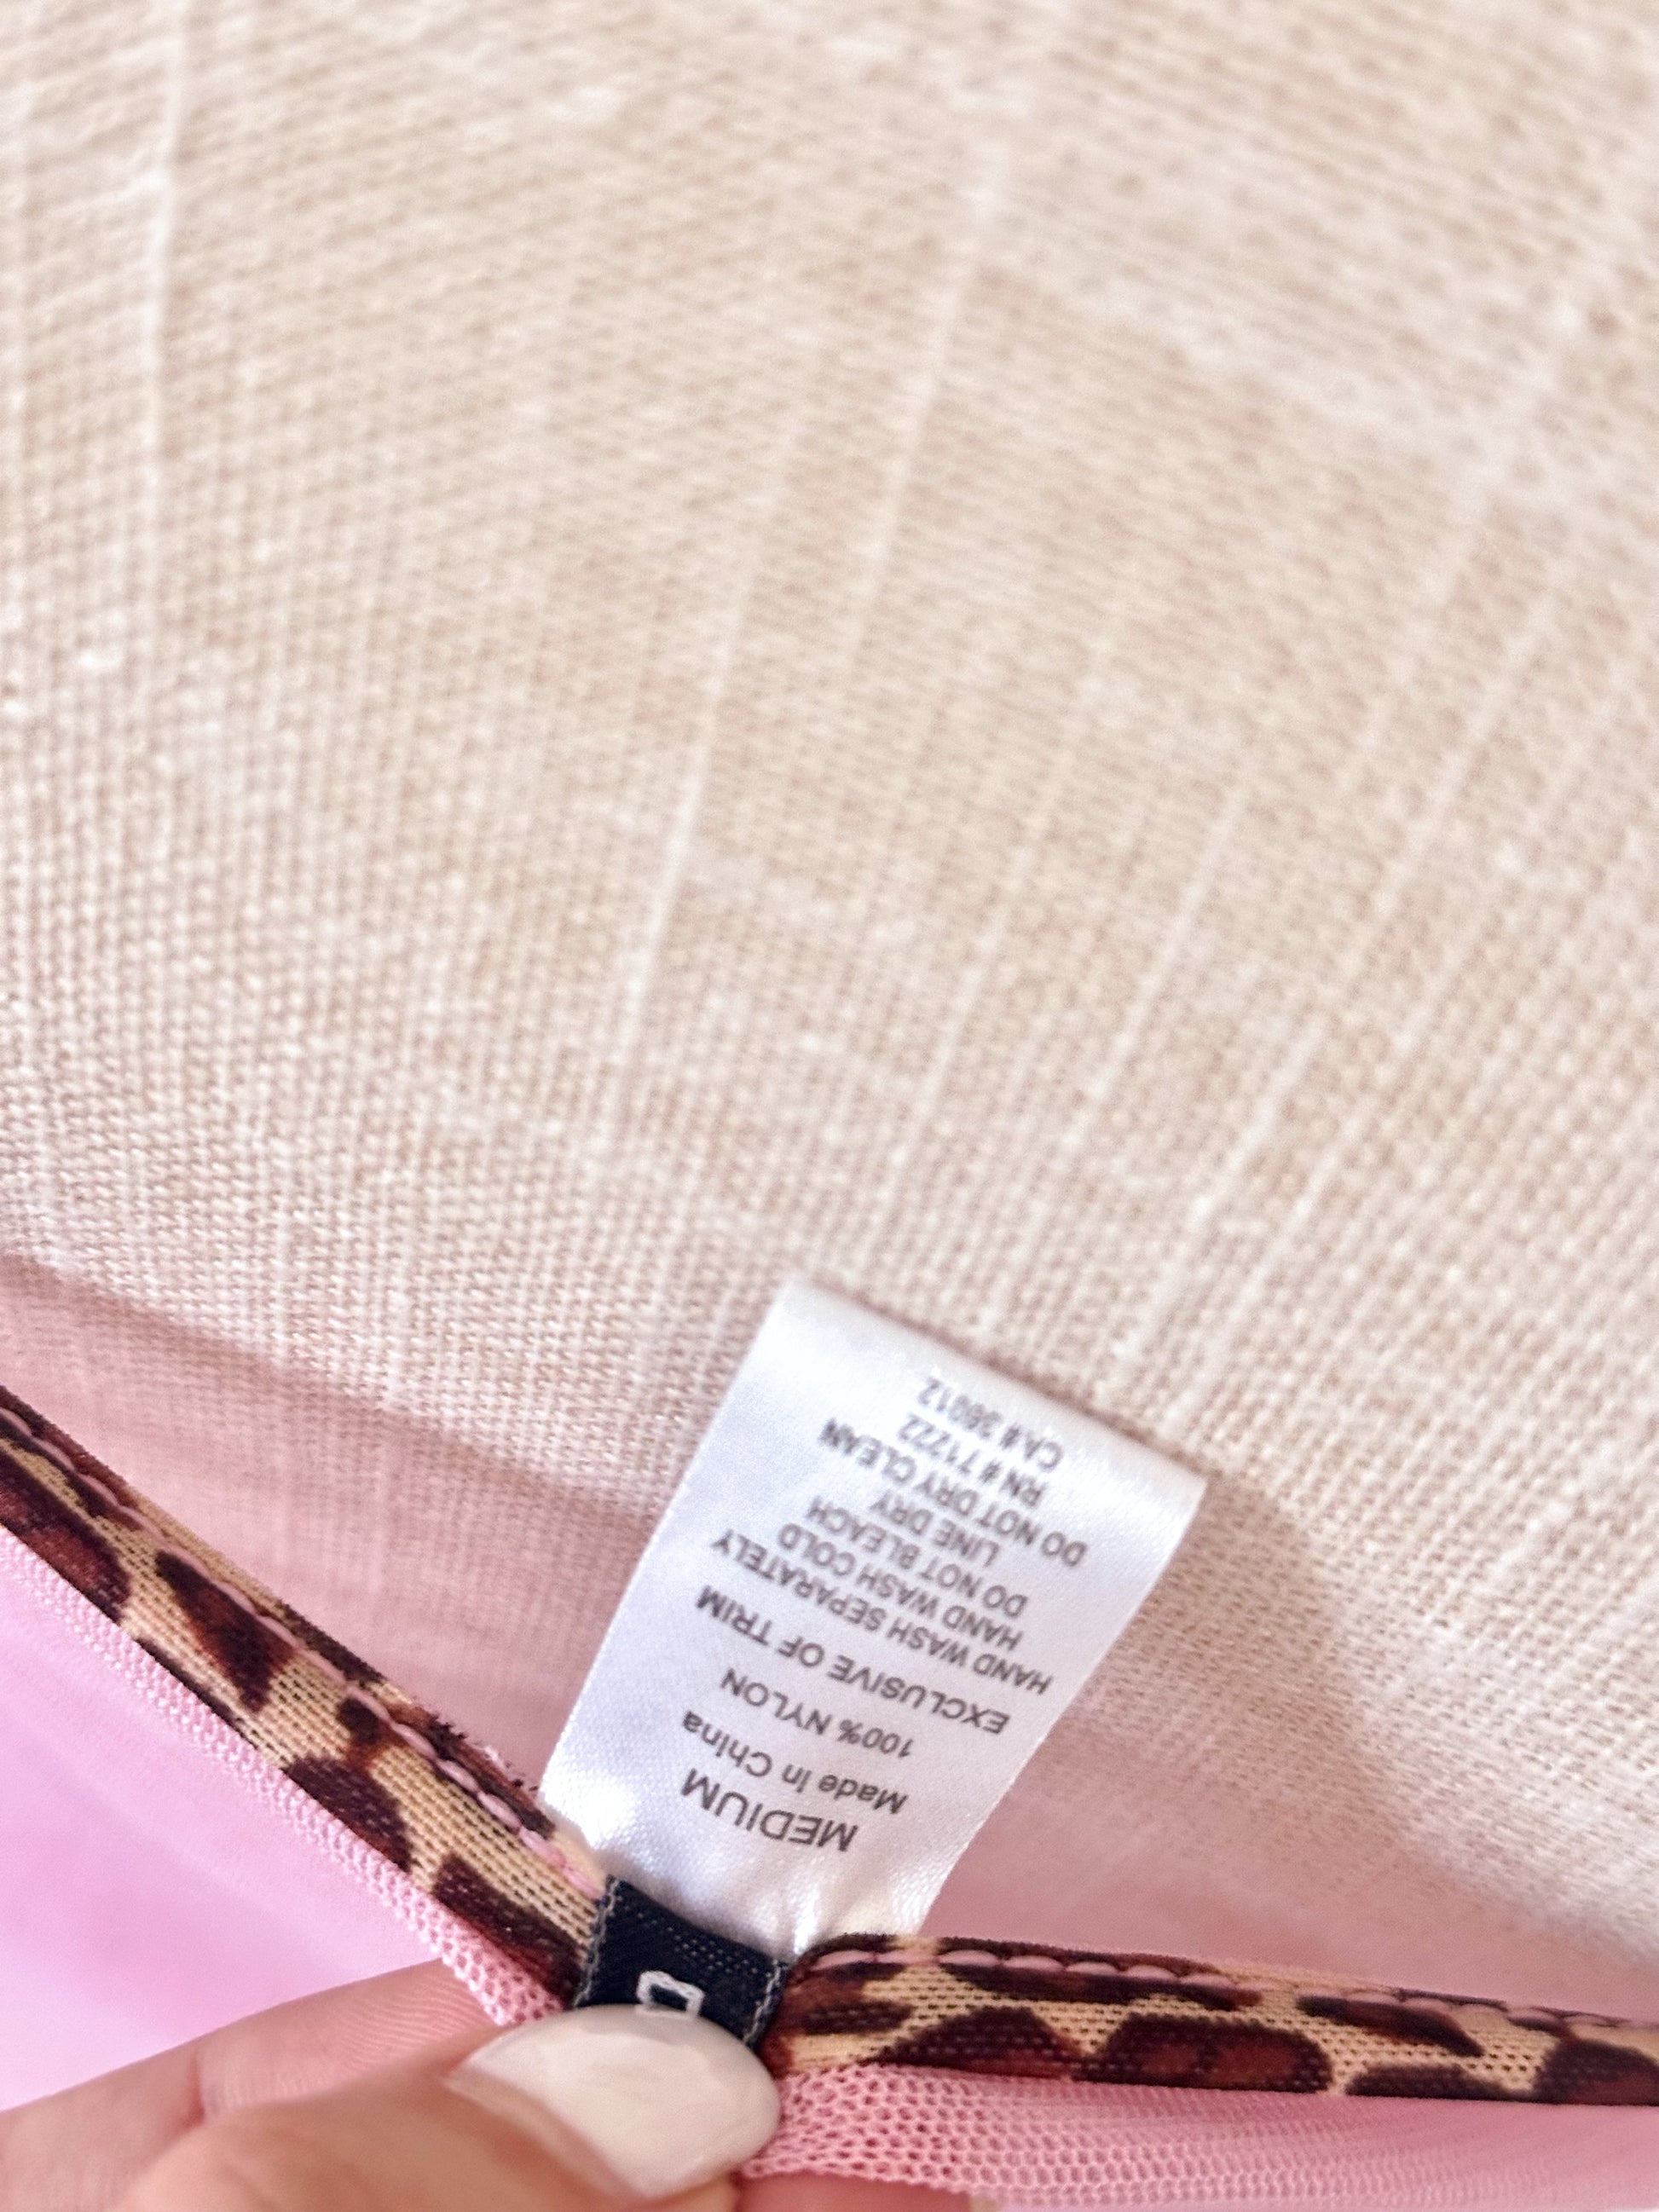 MEDIUM
Made in China
100% NYLON
EXCLUSIVE OF TRIM
HAND WASH SEPARATELY
HAND WASH COLD
DO NOT BLEACH
LINE DRY
DO NOT DRY CLEAN
RN # 71222
CA# 36012